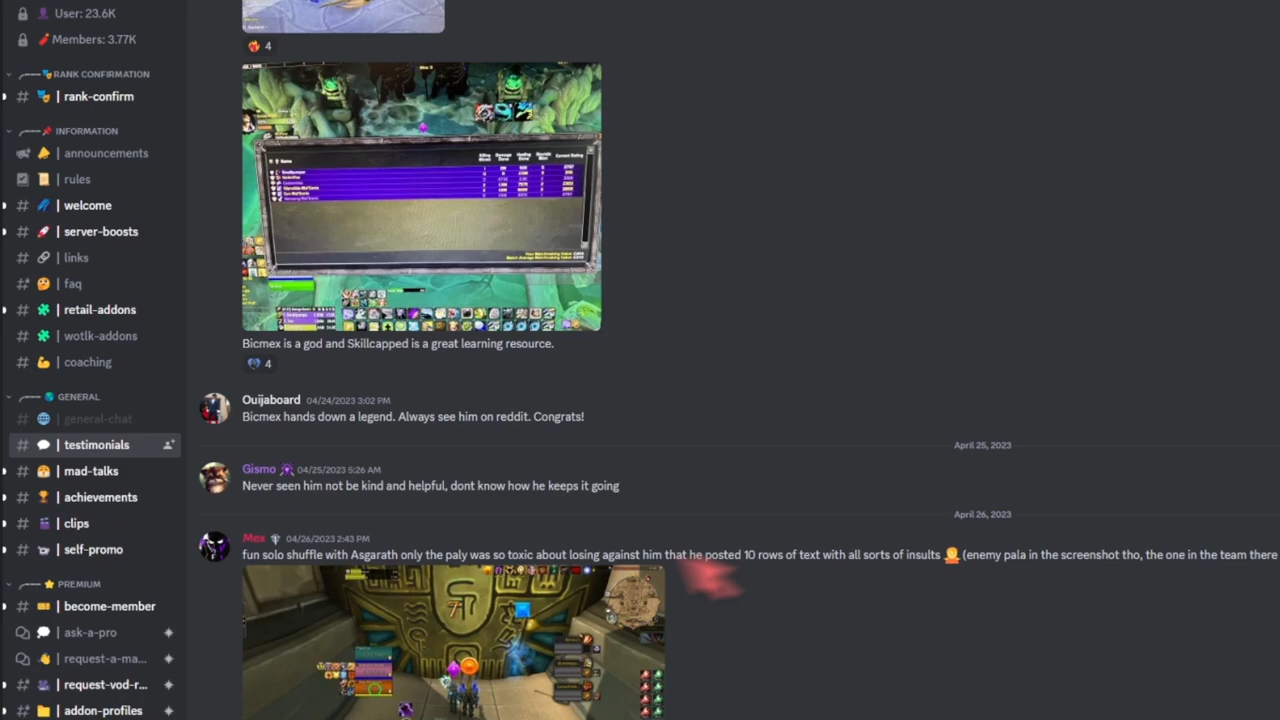 User: 23.6K
Members: 3.77K
RANK CONFIRMATION
# | rank-confirm
INFORMATION
| announcements
| rules
# | welcome
# | server-boosts
# | links
# | faq
# | retail-addons
# | wotlk-addons
# | coaching
GENERAL
# | general-chat
# | testimonials
# | mad-talks
# | achievements
# | clips
# | self-promo
PREMIUM
# | become-member
| ask-a-pro
| request-a-ma...
# | request-vod-r...
# | addon-profiles
4
Name
Bicmex is a god and Skillcapped is a great learning resource.
4
Ouijaboard 04/24/2023 3:02 PM
Bicmex hands down a legend. Always see him on reddit. Congrats!
April 25, 2023
Gismo 04/25/2023 5:26 AM
Never seen him not be kind and helpful, dont know how he keeps it going
April 26, 2023
Mex 04/26/2023 2:43 PM
fun solo shuffle with Asgarath only the paly was so toxic about losing against him that he posted 10 rows of text with all sorts of insults (enemy pala in the screenshot tho, the one in the team there